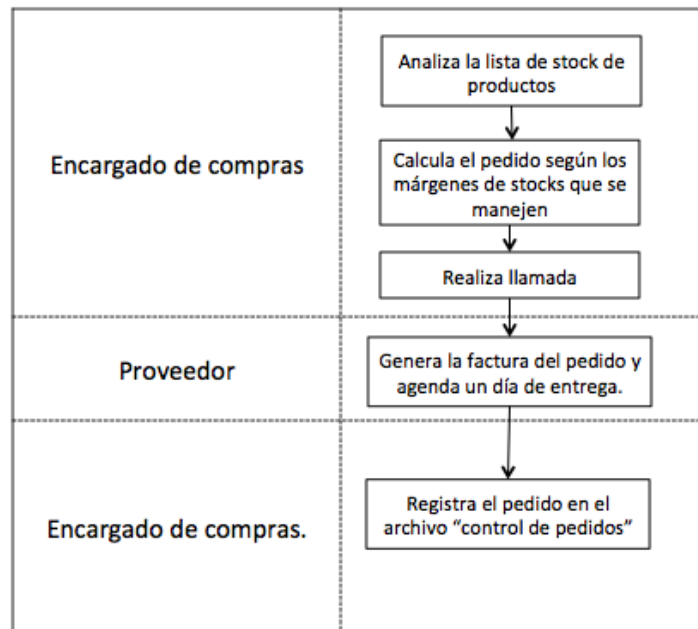 Encargado de compras
Analiza la lista de stock de
productos
Calcula el pedido según los
márgenes de stocks que se
manejen
Realiza llamada
Proveedor
Genera la factura del pedido y
agenda un día de entrega.
Encargado de compras.
Registra el pedido en el
archivo “control de pedidos”